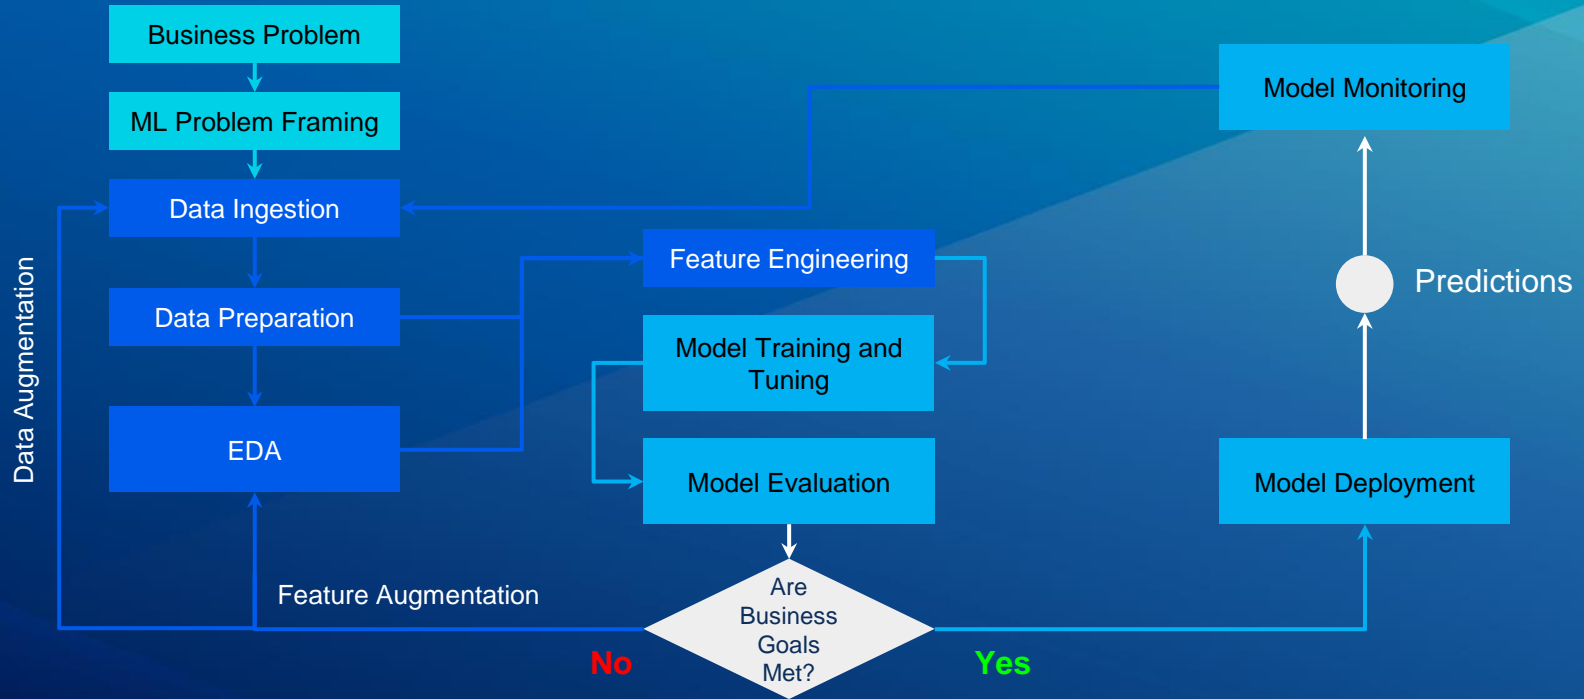 Business Problem
ML Problem Framing
Data Ingestion
Data Preparation
EDA
Data Augmentation
Feature Augmentation
Feature Engineering
Model Training and
Tuning
Model Evaluation
Are
Business
Goals
Met?
No
Yes
Model Monitoring
Predictions
Model Deployment